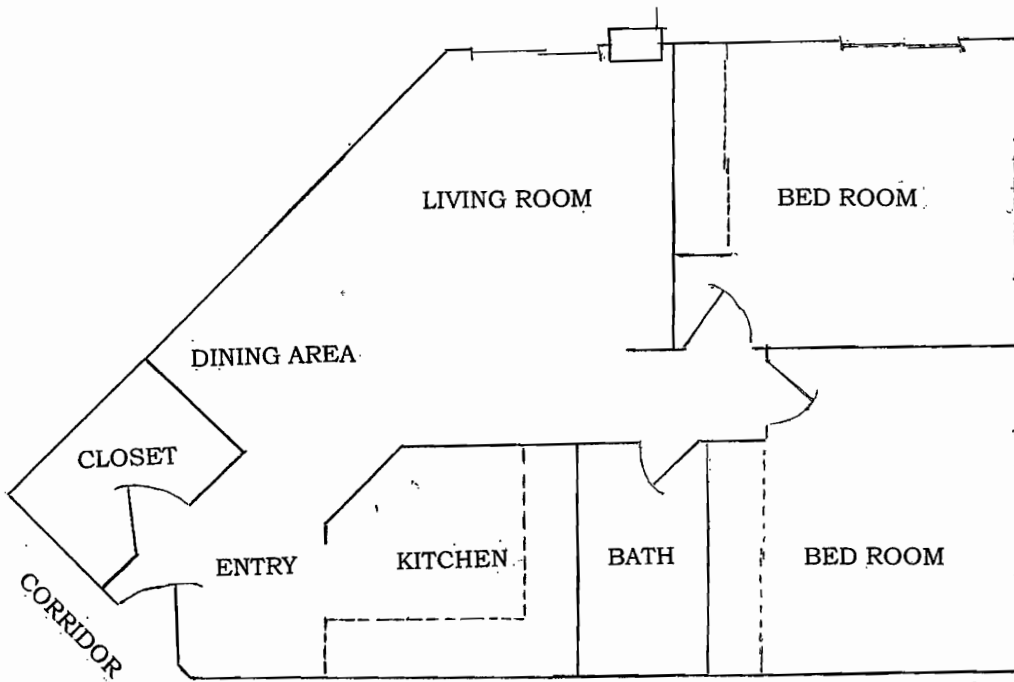 LIVING ROOM
BED ROOM
DINING AREA
CLOSET
ENTRY
KITCHEN
BATH
BED ROOM
CORRIDOR